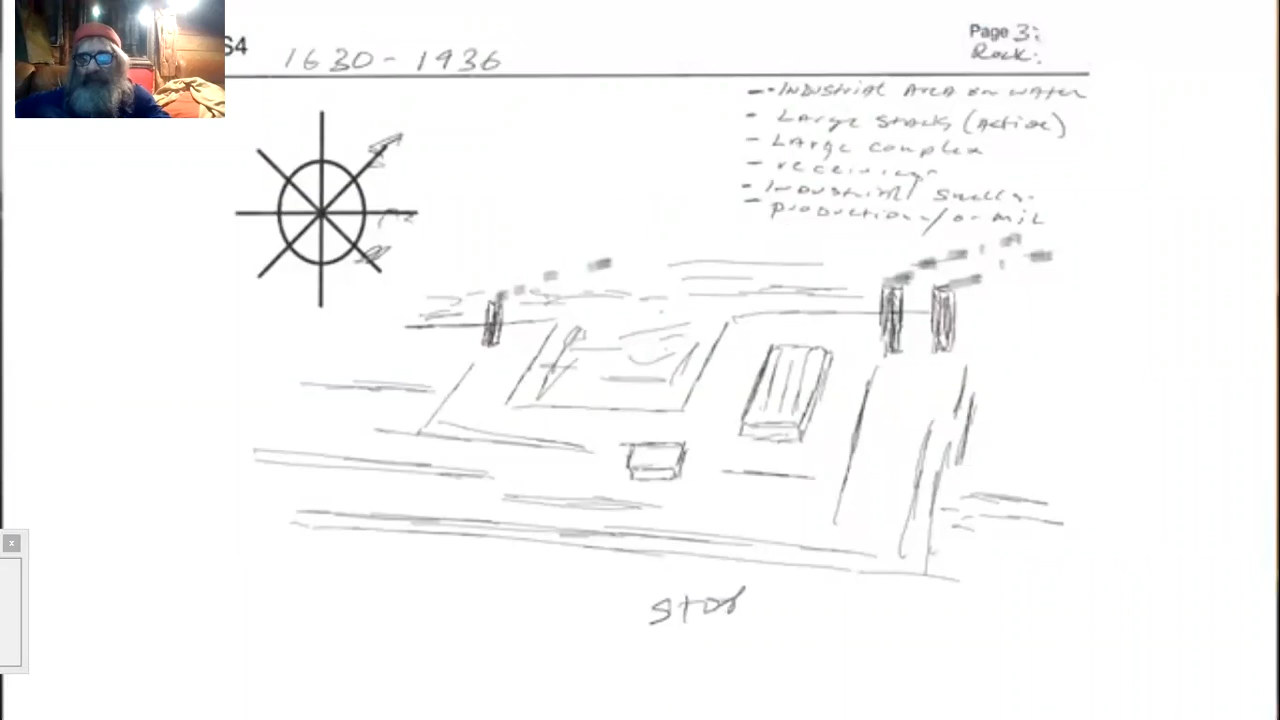 S4 1630-1936
Page 3:
- INDUSTRIAL AREA ON WATER
- Large stacks (Active)
- LArge complex
- receiving
- INDUSTRIAL smells.
- production/or mil
stop
x